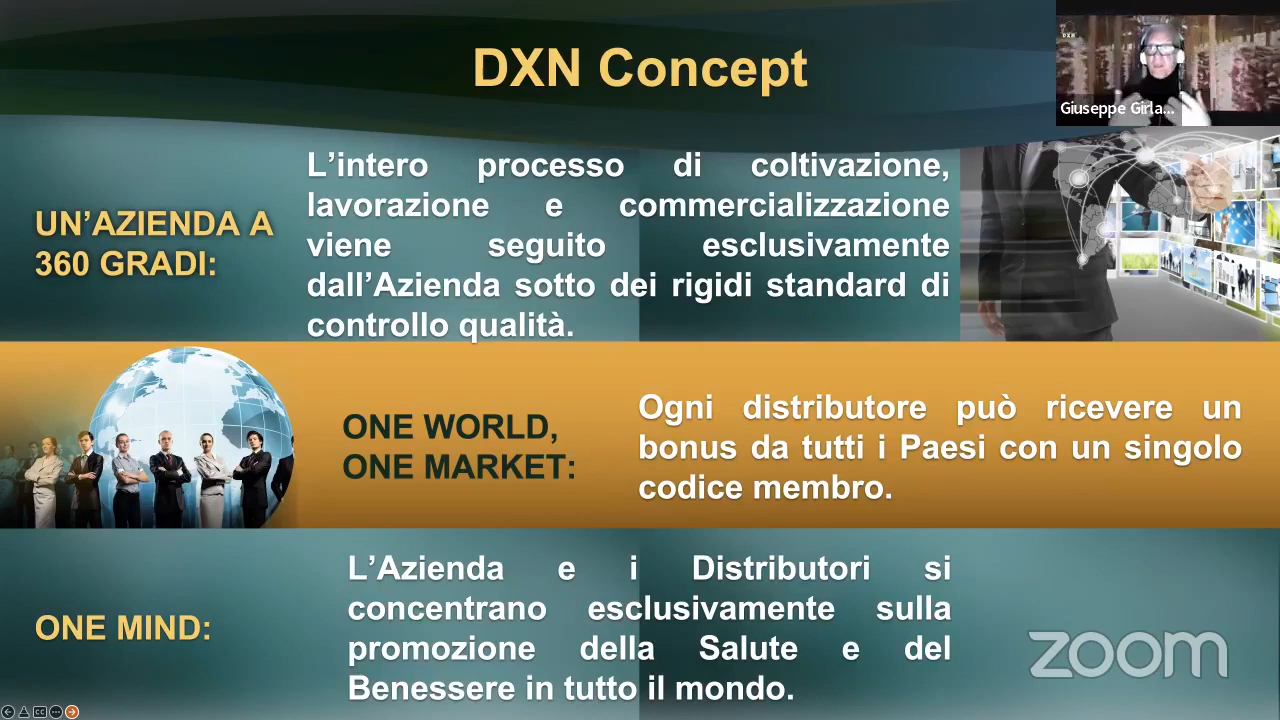 DXN Concept
DXN
Giuseppe Girla...
UN’AZIENDA A
360 GRADI:
L’intero processo di coltivazione,
lavorazione e commercializzazione
viene seguito esclusivamente
dall’Azienda sotto dei rigidi standard di
controllo qualità.
ONE WORLD,
ONE MARKET:
Ogni distributore può ricevere un
bonus da tutti i Paesi con un singolo
codice membro.
ONE MIND:
L’Azienda e i Distributori si
concentrano esclusivamente sulla
promozione della Salute e del
Benessere in tutto il mondo.
zoom